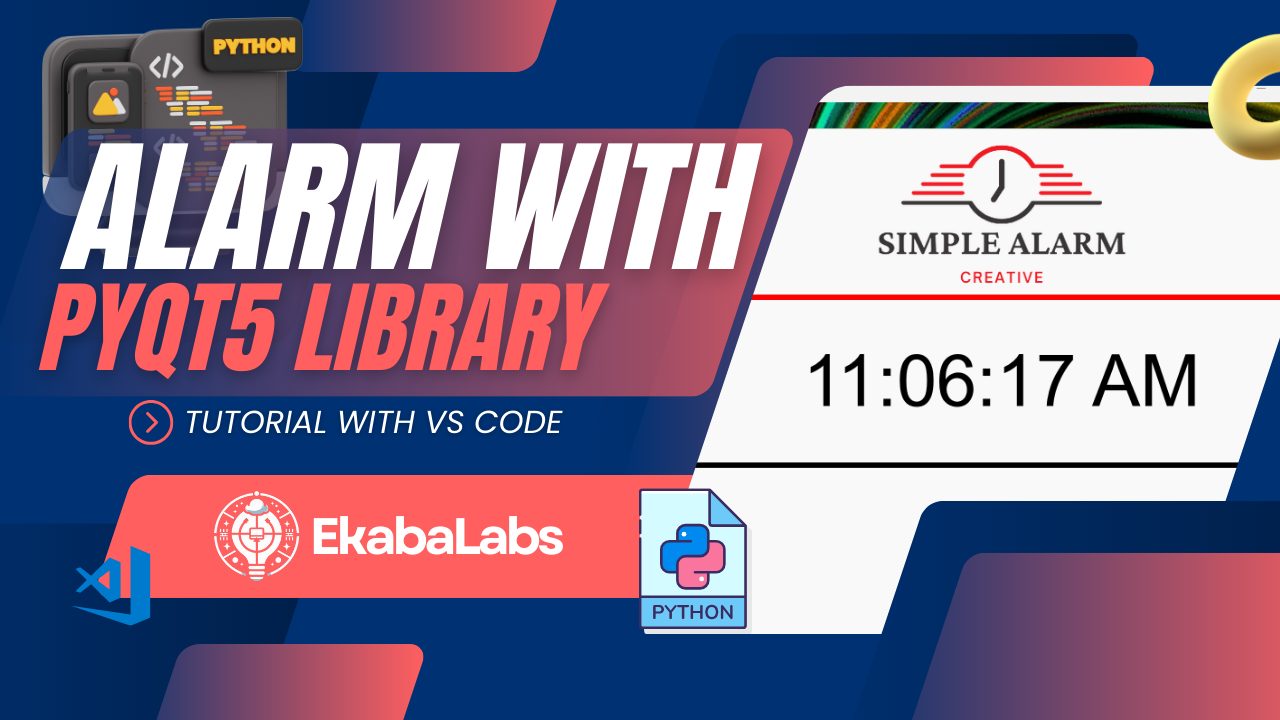 PYTHON
</>
ALARM WITH
PYQT5 LIBRARY
TUTORIAL WITH VS CODE
EkabaLabs
PYTHON
SIMPLE ALARM
CREATIVE
11:06:17 AM